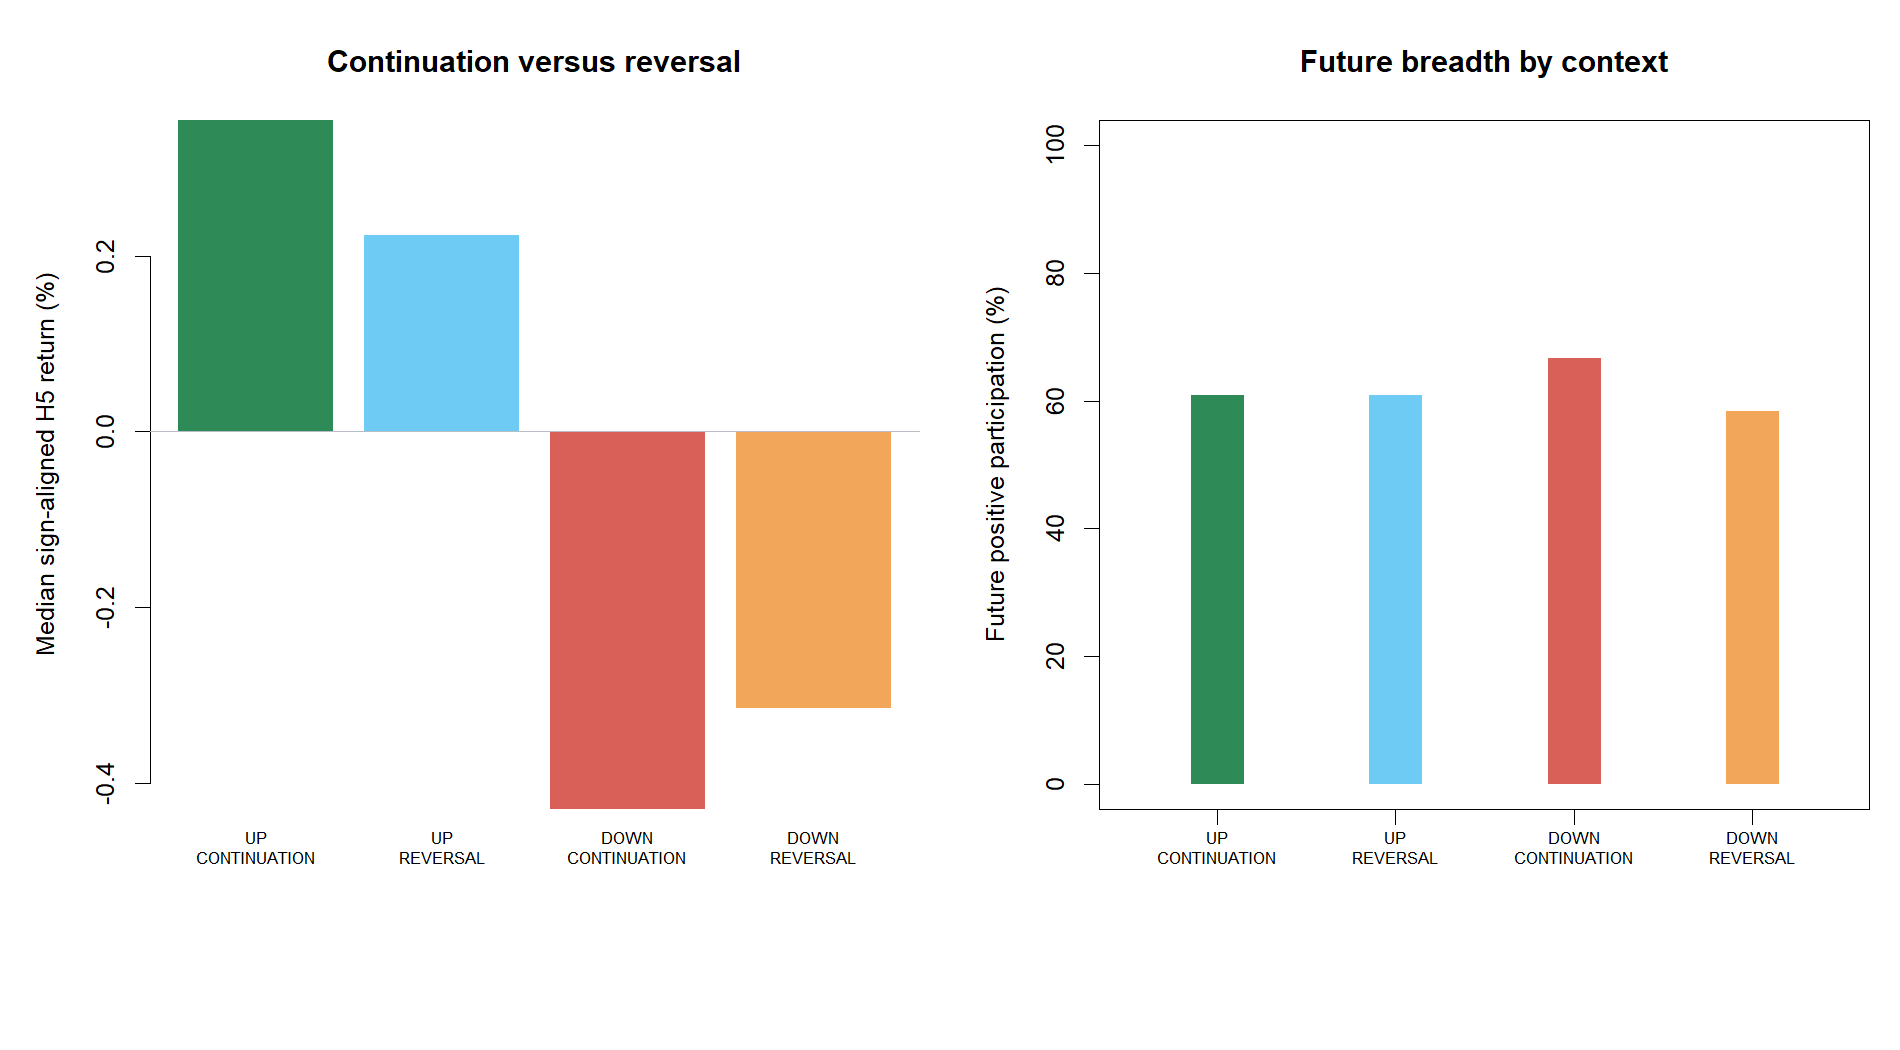 Continuation versus reversal
Median sign-aligned H5 return (%)
0.2
0.0
-0.2
-0.4
UP
CONTINUATION
UP
REVERSAL
DOWN
CONTINUATION
DOWN
REVERSAL
Future breadth by context
Future positive participation (%)
100
80
60
40
20
0
UP
CONTINUATION
UP
REVERSAL
DOWN
CONTINUATION
DOWN
REVERSAL